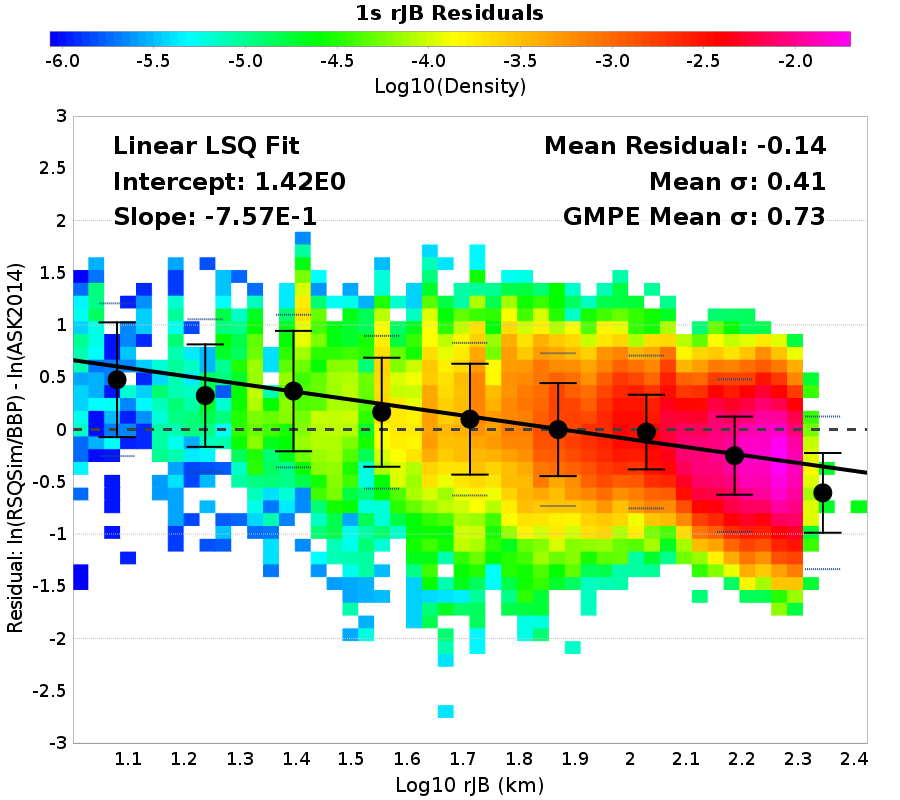 1s rJB Residuals
-6.0 -5.5 -5.0 -4.5 -4.0 -3.5 -3.0 -2.5 -2.0
Log10(Density)
Linear LSQ Fit
Intercept: 1.42E0
Slope: -7.57E-1
Mean Residual: -0.14
Mean σ: 0.41
GMPE Mean σ: 0.73
Residual: ln(RSQSim/BBP) - ln(ASK2014)
3
2.5
2
1.5
1
0.5
0
-0.5
-1
-1.5
-2
-2.5
-3
1.1 1.2 1.3 1.4 1.5 1.6 1.7 1.8 1.9 2 2.1 2.2 2.3 2.4
Log10 rJB (km)